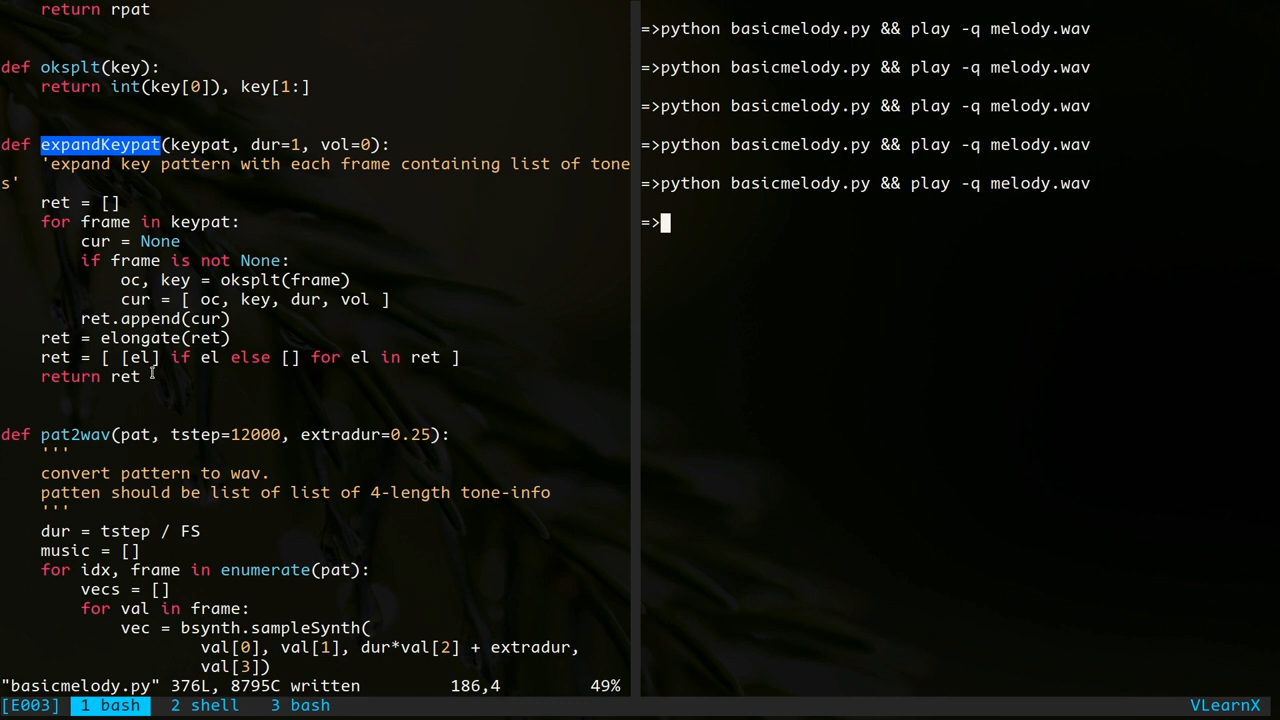 return rpat
def oksplt(key):
    return int(key[0]), key[1:]
def expandKeypat(keypat, dur=1, vol=0):
    'expand key pattern with each frame containing list of tone
s'
    ret = []
    for frame in keypat:
        cur = None
        if frame is not None:
            oc, key = oksplt(frame)
            cur = [ oc, key, dur, vol ]
        ret.append(cur)
    ret = elongate(ret)
    ret = [ [el] if el else [] for el in ret ]
    return ret
def pat2wav(pat, tstep=12000, extradur=0.25):
    '''
    convert pattern to wav.
    patten should be list of list of 4-length tone-info
    '''
    dur = tstep / FS
    music = []
    for idx, frame in enumerate(pat):
        vecs = []
        for val in frame:
            vec = bsynth.sampleSynth(
                    val[0], val[1], dur*val[2] + extradur,
                    val[3])
"basicmelody.py" 376L, 8795C written 186,4 49%
=>python basicmelody.py && play -q melody.wav
=>python basicmelody.py && play -q melody.wav
=>python basicmelody.py && play -q melody.wav
=>python basicmelody.py && play -q melody.wav
=>python basicmelody.py && play -q melody.wav
=>
[E003] 1 bash 2 shell 3 bash VLearnX